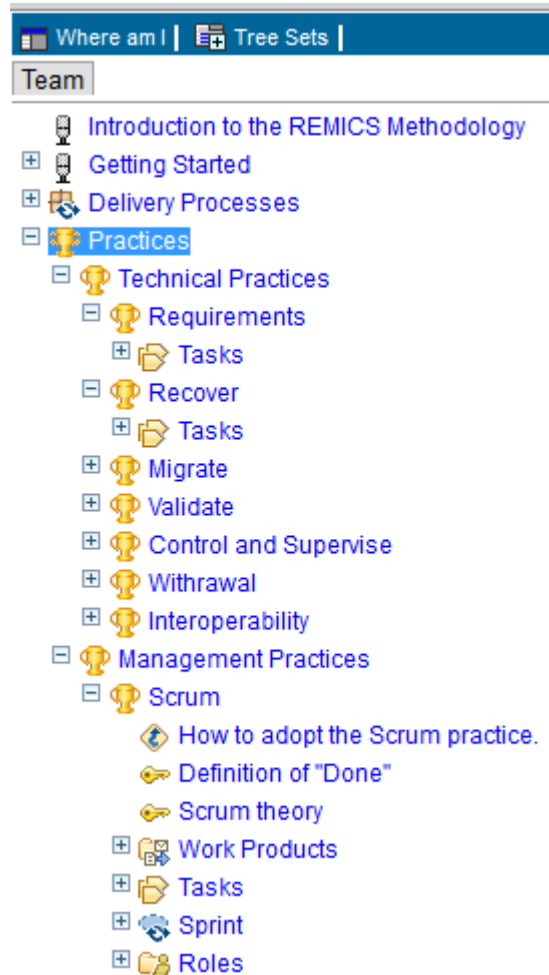 Where am I | Tree Sets |
Team
Introduction to the REMICS Methodology
Getting Started
Delivery Processes
Practices
Technical Practices
Requirements
Tasks
Recover
Tasks
Migrate
Validate
Control and Supervise
Withrawal
Interoperability
Management Practices
Scrum
How to adopt the Scrum practice.
Definition of "Done"
Scrum theory
Work Products
Tasks
Sprint
Roles